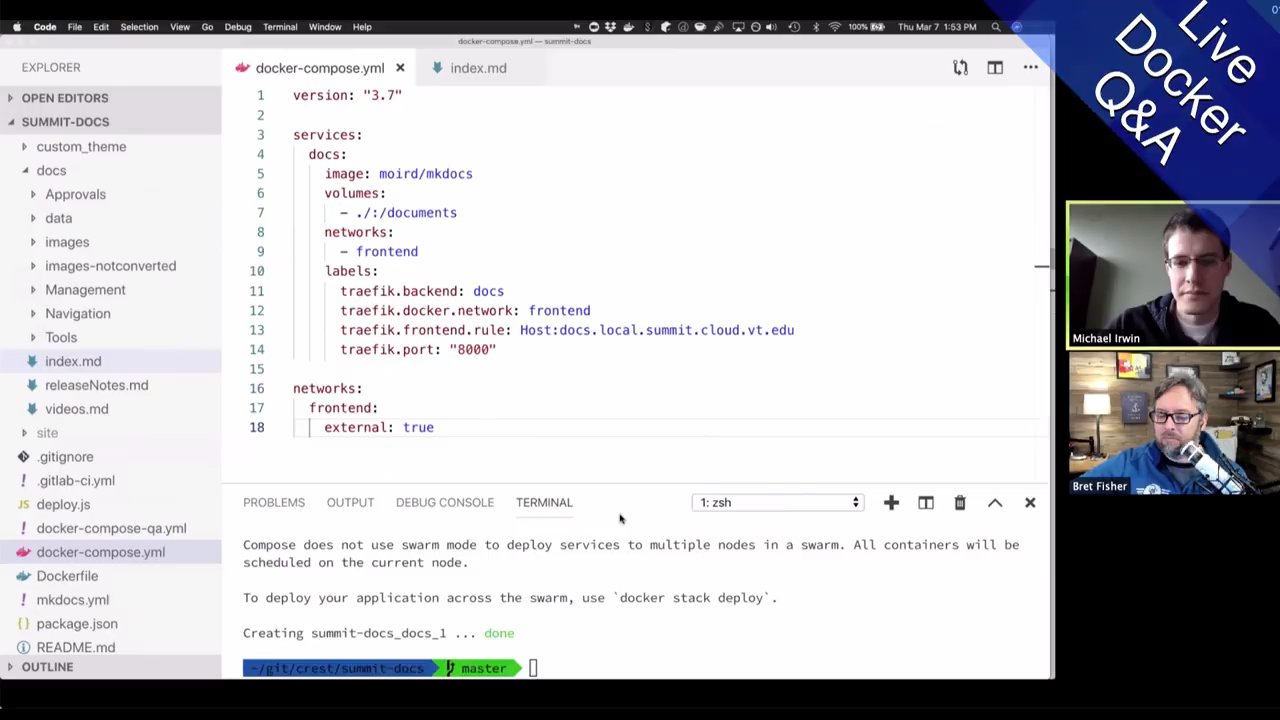 Code File Edit Selection View Go Debug Terminal Window Help 100% Thu Mar 7 1:53 PM
docker-compose.yml — summit-docs
EXPLORER
OPEN EDITORS
SUMMIT-DOCS
custom_theme
docs
Approvals
data
images
images-notconverted
Management
Navigation
Tools
index.md
releaseNotes.md
videos.md
site
.gitignore
.gitlab-ci.yml
deploy.js
docker-compose-qa.yml
docker-compose.yml
Dockerfile
mkdocs.yml
package.json
README.md
OUTLINE
docker-compose.yml index.md
1 version: "3.7"
2
3 services:
4 docs:
5 image: moird/mkdocs
6 volumes:
7 - ./:/documents
8 networks:
9 - frontend
10 labels:
11 traefik.backend: docs
12 traefik.docker.network: frontend
13 traefik.frontend.rule: Host:docs.local.summit.cloud.vt.edu
14 traefik.port: "8000"
15
16 networks:
17 frontend:
18 external: true
PROBLEMS OUTPUT DEBUG CONSOLE TERMINAL 1: zsh
Compose does not use swarm mode to deploy services to multiple nodes in a swarm. All containers will be
scheduled on the current node.
To deploy your application across the swarm, use `docker stack deploy`.
Creating summit-docs_docs_1 ... done
~/git/crest/summit-docs master
Live
Docker
Q&A
Michael Irwin
Bret Fisher